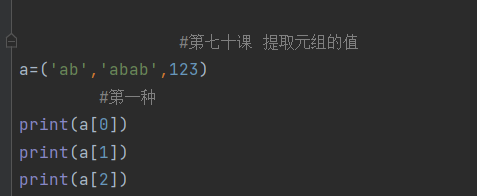 #第七十课 提取元组的值
a=('ab','abab',123)
#第一种
print(a[0])
print(a[1])
print(a[2])